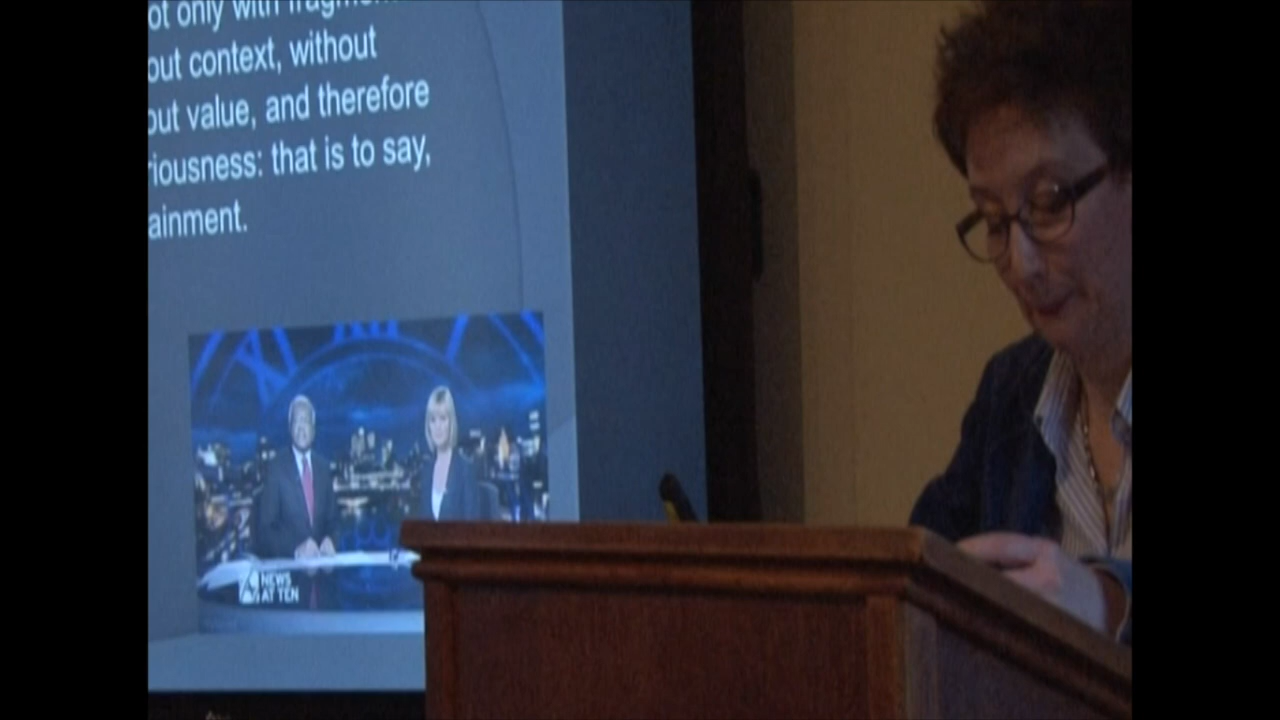 ot only with fragmen
out context, without
out value, and therefore
riousness: that is to say,
ainment.
NEWS
AT TEN